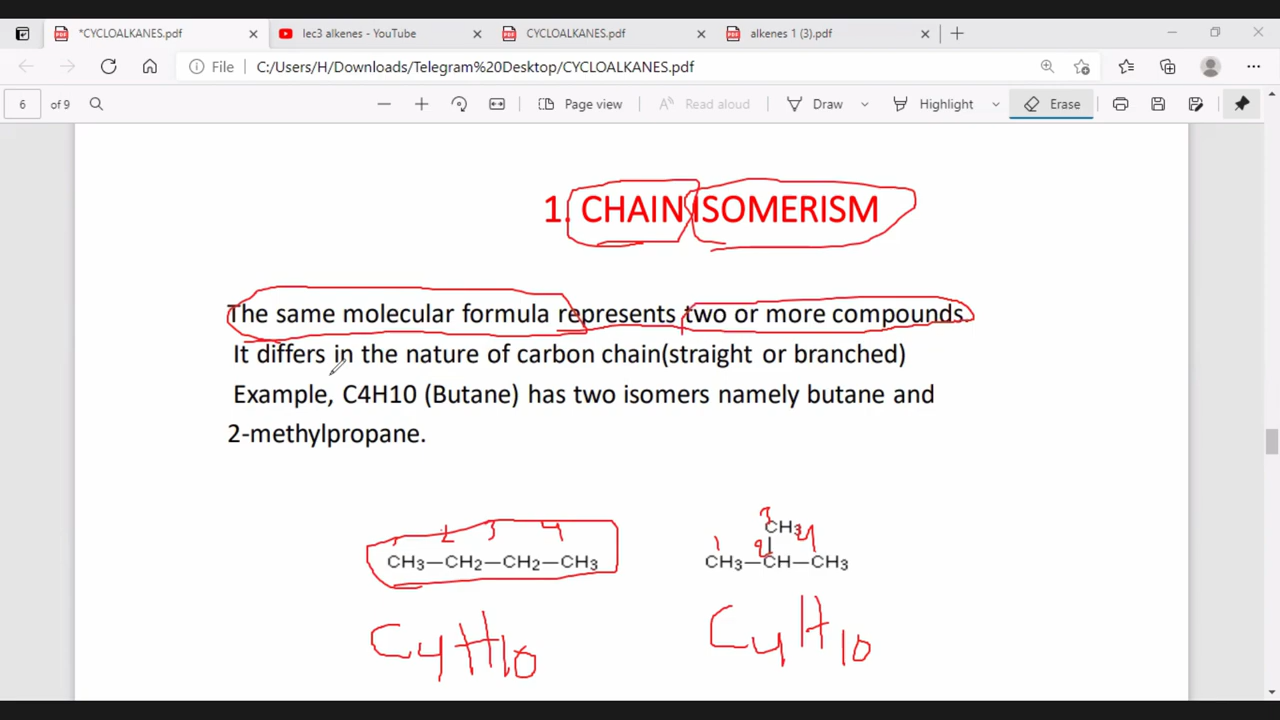 *CYCLOALKANES.pdf
lec3 alkenes - YouTube
CYCLOALKANES.pdf
alkenes 1 (3).pdf
File
C:/Users/H/Downloads/Telegram%20Desktop/CYCLOALKANES.pdf
6 of 9
Page view
Read aloud
Draw
Highlight
Erase
1. CHAIN ISOMERISM
The same molecular formula represents two or more compounds.
It differs in the nature of carbon chain(straight or branched)
Example, C4H10 (Butane) has two isomers namely butane and
2-methylpropane.
1 2 3 4
CH3—CH2—CH2—CH3
3
CH3
1 2 4
CH3—CH—CH3
C4H10
C4H10